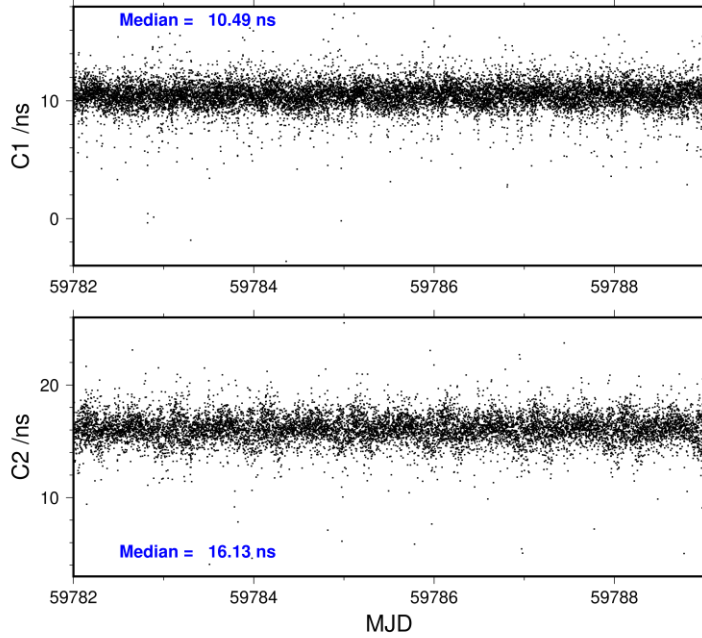 Median = 10.49 ns
C1 /ns
10
0
59782 59784 59786 59788
C2 /ns
20
10
Median = 16.13 ns
59782 59784 59786 59788
MJD